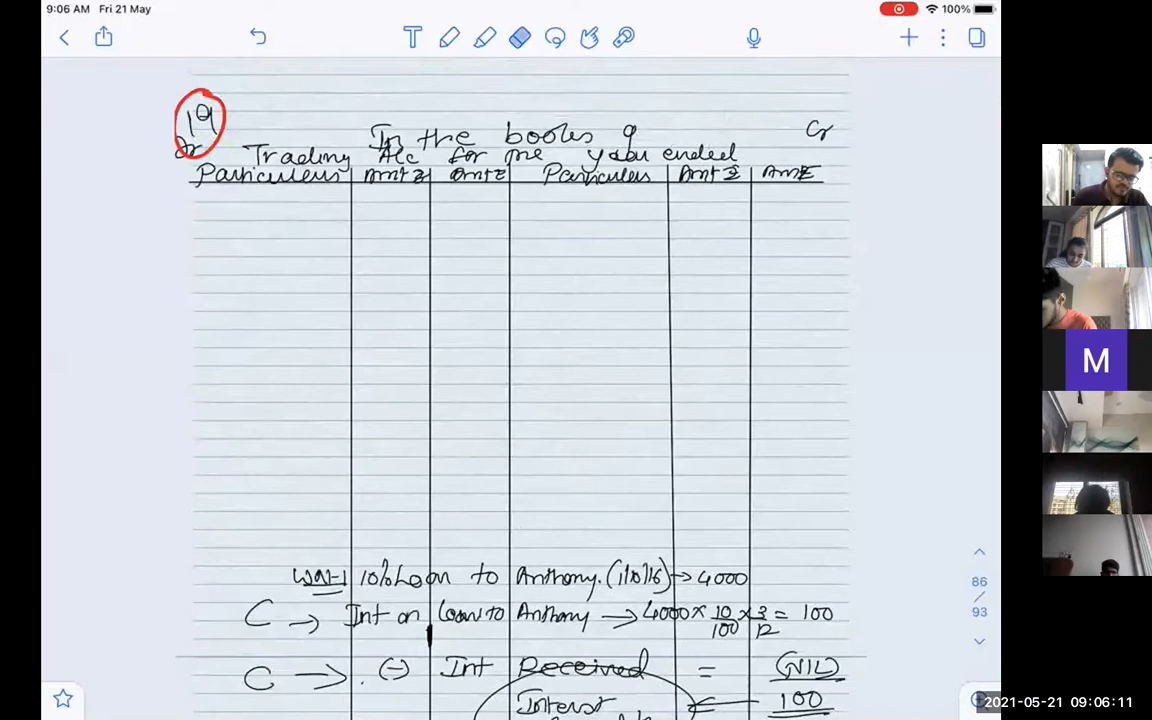 9:06 AM Fri 21 May
100%
19
In the books of
Dr Cr
Trading A/c for the year ended
Particulars Amt ₹ Amt ₹ Particulars Amt ₹ Amt ₹
WN-1 10% Loan to Anthony. (1/10/16) → 4000
C → Int on loan to Anthony → 4000 × 10/100 × 3/12 = 100
C → (-) Int Received = (NIL)
Interest ← 100
86
/
93
M
2021-05-21 09:06:11